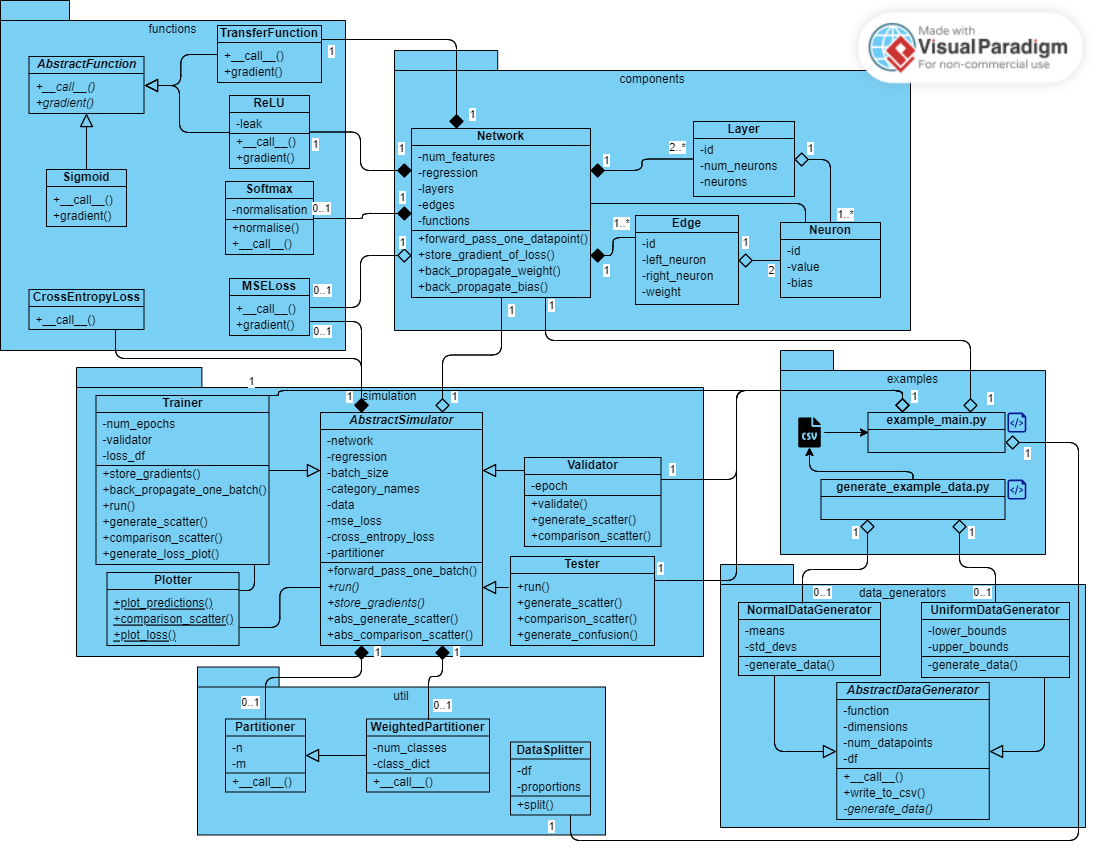 Made with
VisualParadigm
For non-commercial use
functions
TransferFunction
+__call__()
+gradient()
1
AbstractFunction
+__call__()
+gradient()
ReLU
-leak
+__call__()
+gradient()
1
Sigmoid
+__call__()
+gradient()
Softmax
-normalisation
+normalise()
+__call__()
0..1
MSELoss
+__call__()
+gradient()
0..1
0..1
CrossEntropyLoss
+__call__()
components
1
Network
-num_features
-regression
-layers
-edges
-functions
+forward_pass_one_datapoint()
+store_gradient_of_loss()
+back_propagate_weight()
+back_propagate_bias()
1
1
1
1
1
1
1
2..*
Layer
-id
-num_neurons
-neurons
1
1..*
Edge
-id
-left_neuron
-right_neuron
-weight
1
2
1..*
Neuron
-id
-value
-bias
simulation
1
1
1
Trainer
-num_epochs
-validator
-loss_df
+store_gradients()
+back_propagate_one_batch()
+run()
+generate_scatter()
+comparison_scatter()
+generate_loss_plot()
Plotter
+plot_predictions()
+comparison_scatter()
+plot_loss()
AbstractSimulator
-network
-regression
-batch_size
-category_names
-data
-mse_loss
-cross_entropy_loss
-partitioner
+forward_pass_one_batch()
+run()
+store_gradients()
+abs_generate_scatter()
+abs_comparison_scatter()
1
1
Validator
-epoch
+validate()
+generate_scatter()
+comparison_scatter()
1
Tester
+run()
+generate_scatter()
+comparison_scatter()
+generate_confusion()
1
examples
1
1
example_main.py
</>
1
CSV
generate_example_data.py
</>
1
1
util
0..1
0..1
Partitioner
-n
-m
+__call__()
WeightedPartitioner
-num_classes
-class_dict
+__call__()
DataSplitter
-df
-proportions
+split()
1
data_generators
0..1
0..1
NormalDataGenerator
-means
-std_devs
+generate_data()
UniformDataGenerator
-lower_bounds
-upper_bounds
-generate_data()
AbstractDataGenerator
-function
-dimensions
-num_datapoints
-df
+__call__()
+write_to_csv()
-generate_data()